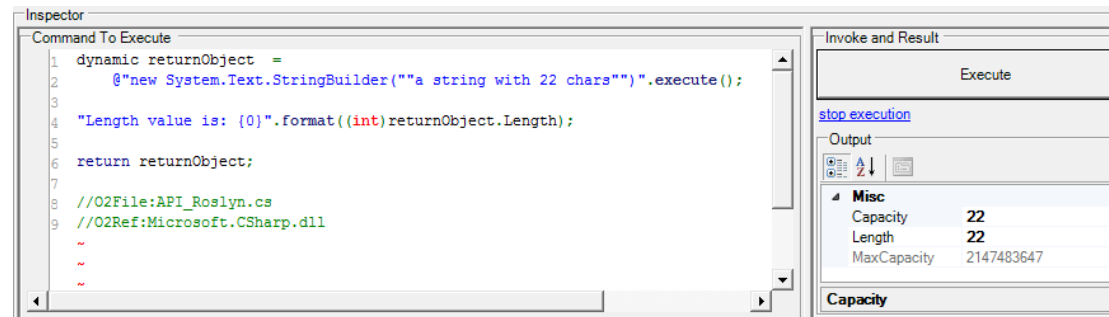 Inspector
Command To Execute
1 dynamic returnObject  =
2     @"new System.Text.StringBuilder(""a string with 22 chars"")".execute();
3
4 "Length value is: {0}".format((int)returnObject.Length);
5
6 return returnObject;
7
8 //O2File:API_Roslyn.cs
9 //O2Ref:Microsoft.CSharp.dll
~
~
~
Invoke and Result
Execute
stop execution
Output
Misc
Capacity 22
Length 22
MaxCapacity 2147483647
Capacity